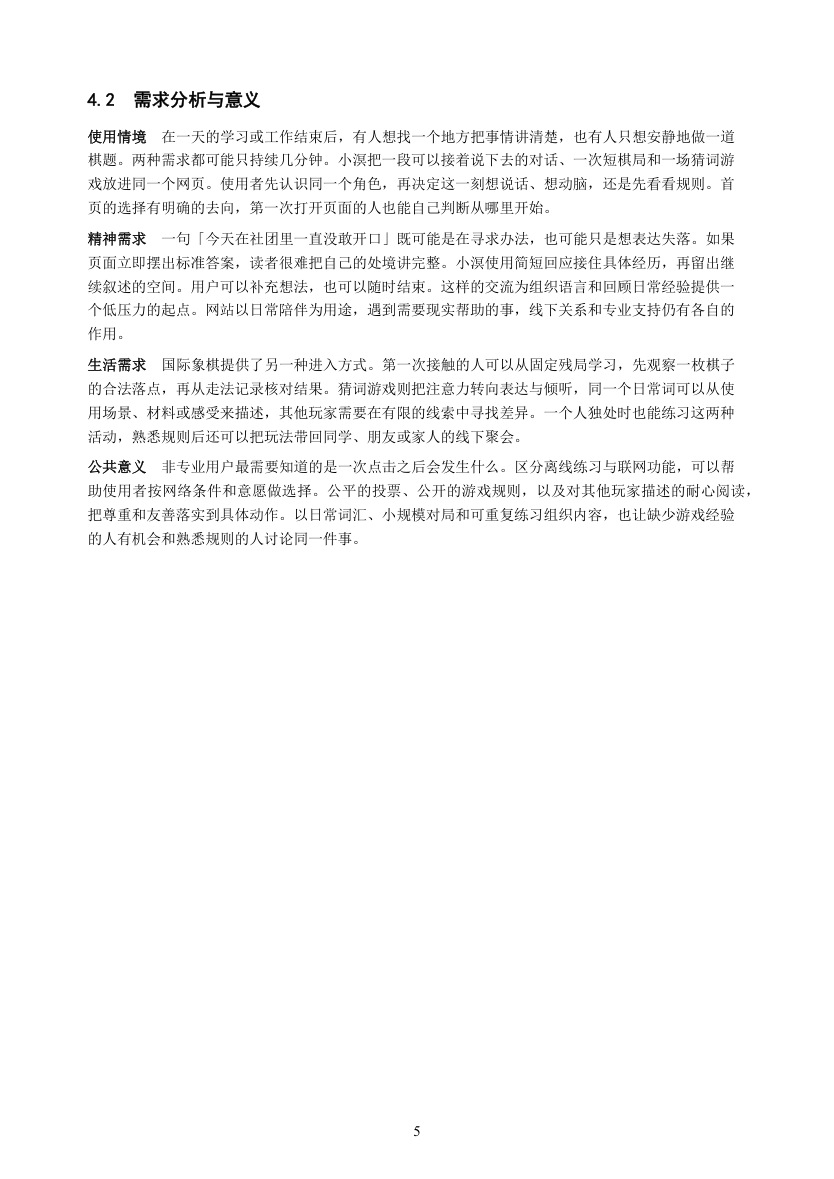 4.2 需求分析与意义
使用情境 在一天的学习或工作结束后，有人想找一个地方把事情讲清楚，也有人只想安静地做一道
棋题。两种需求都可能只持续几分钟。小溟把一段可以接着说下去的对话、一次短棋局和一场猜词游
戏放进同一个网页。使用者先认识同一个角色，再决定这一刻想说话、想动脑，还是先看看规则。首
页的选择有明确的去向，第一次打开页面的人也能自己判断从哪里开始。
精神需求 一句「今天在社团里一直没敢开口」既可能是在寻求办法，也可能只是想表达失落。如果
页面立即摆出标准答案，读者很难把自己的处境讲完整。小溟使用简短回应接住具体经历，再留出继
续叙述的空间。用户可以补充想法，也可以随时结束。这样的交流为组织语言和回顾日常经验提供一
个低压力的起点。网站以日常陪伴为用途，遇到需要现实帮助的事，线下关系和专业支持仍有各自的
作用。
生活需求 国际象棋提供了另一种进入方式。第一次接触的人可以从固定残局学习，先观察一枚棋子
的合法落点，再从走法记录核对结果。猜词游戏则把注意力转向表达与倾听，同一个日常词可以从使
用场景、材料或感受来描述，其他玩家需要在有限的线索中寻找差异。一个人独处时也能练习这两种
活动，熟悉规则后还可以把玩法带回同学、朋友或家人的线下聚会。
公共意义 非专业用户最需要知道的是一次点击之后会发生什么。区分离线练习与联网功能，可以帮
助使用者按网络条件和意愿做选择。公平的投票、公开的游戏规则，以及对其他玩家描述的耐心阅读，
把尊重和友善落实到具体动作。以日常词汇、小规模对局和可重复练习组织内容，也让缺少游戏经验
的人有机会和熟悉规则的人讨论同一件事。
5